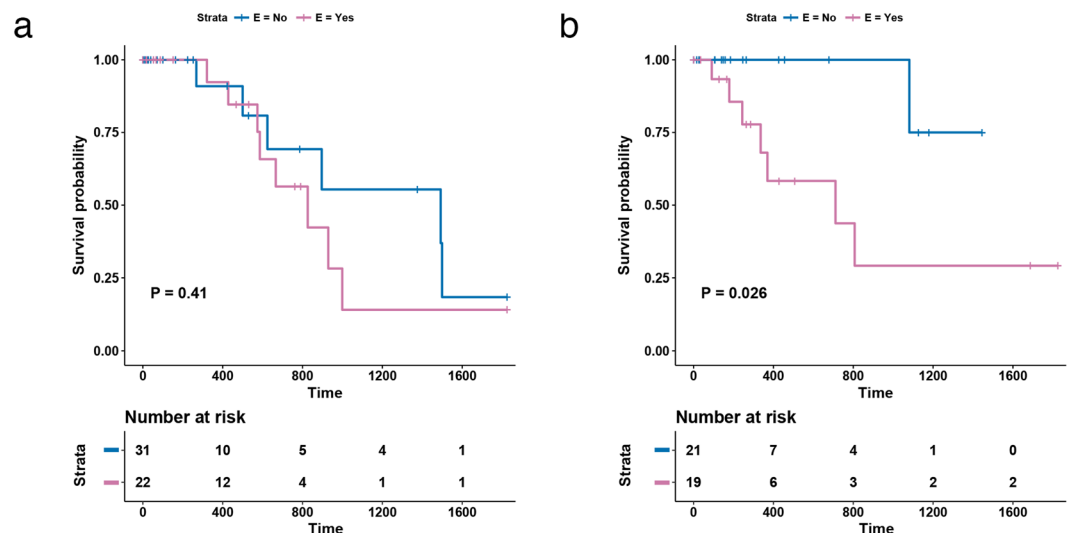 a
Strata E = No E = Yes
Survival probability
1.00
0.75
0.50
0.25
0.00
P = 0.41
0 400 800 1200 1600
Time
Number at risk
Strata
31 10 5 4 1
22 12 4 1 1
0 400 800 1200 1600
Time
b
Strata E = No E = Yes
Survival probability
1.00
0.75
0.50
0.25
0.00
P = 0.026
0 400 800 1200 1600
Time
Number at risk
Strata
21 7 4 1 0
19 6 3 2 2
0 400 800 1200 1600
Time